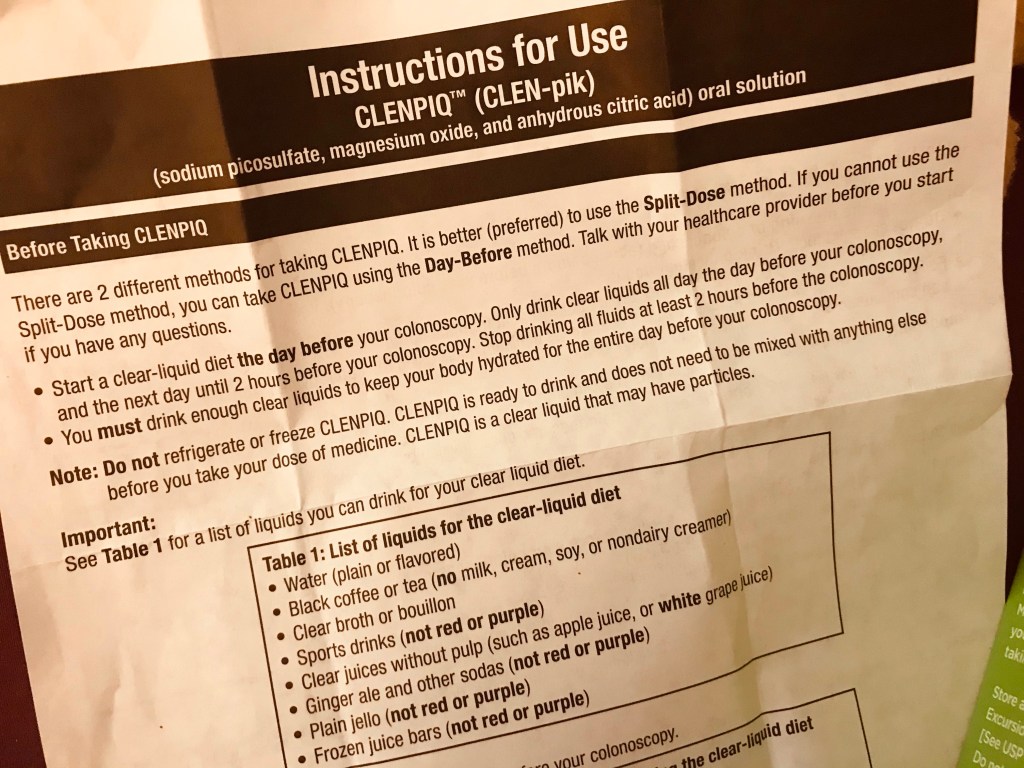 Instructions for Use
CLENPIQ™ (CLEN-pik)
(sodium picosulfate, magnesium oxide, and anhydrous citric acid) oral solution
Before Taking CLENPIQ
There are 2 different methods for taking CLENPIQ. It is better (preferred) to use the Split-Dose method. If you cannot use the
Split-Dose method, you can take CLENPIQ using the Day-Before method. Talk with your healthcare provider before you start
if you have any questions.
• Start a clear-liquid diet the day before your colonoscopy. Only drink clear liquids all day the day before your colonoscopy,
and the next day until 2 hours before your colonoscopy. Stop drinking all fluids at least 2 hours before the colonoscopy.
• You must drink enough clear liquids to keep your body hydrated for the entire day before your colonoscopy.
Note: Do not refrigerate or freeze CLENPIQ. CLENPIQ is ready to drink and does not need to be mixed with anything else
before you take your dose of medicine. CLENPIQ is a clear liquid that may have particles.
Important:
See Table 1 for a list of liquids you can drink for your clear liquid diet.
Table 1: List of liquids for the clear-liquid diet
• Water (plain or flavored)
• Black coffee or tea (no milk, cream, soy, or nondairy creamer)
• Clear broth or bouillon
• Sports drinks (not red or purple)
• Clear juices without pulp (such as apple juice, or white grape juice)
• Ginger ale and other sodas (not red or purple)
• Plain jello (not red or purple)
• Frozen juice bars (not red or purple)
your colonoscopy.
the clear-liquid diet
Store
Excursio
[See USP